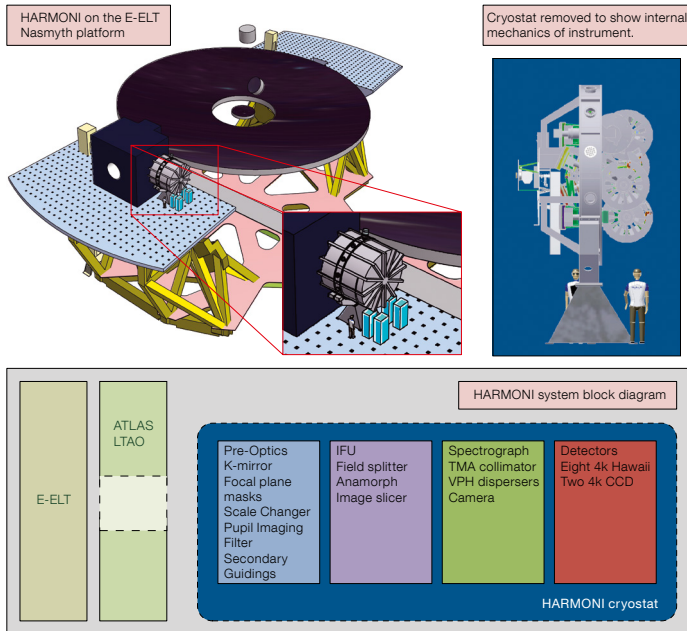 HARMONI on the E-ELT
Nasmyth platform
Cryostat removed to show internal
mechanics of instrument.
HARMONI system block diagram
E-ELT
ATLAS
LTAO
Pre-Optics
K-mirror
Focal plane
masks
Scale Changer
Pupil Imaging
Filter
Secondary
Guidings
IFU
Field splitter
Anamorph
Image slicer
Spectrograph
TMA collimator
VPH dispersers
Camera
Detectors
Eight 4k Hawaii
Two 4k CCD
HARMONI cryostat